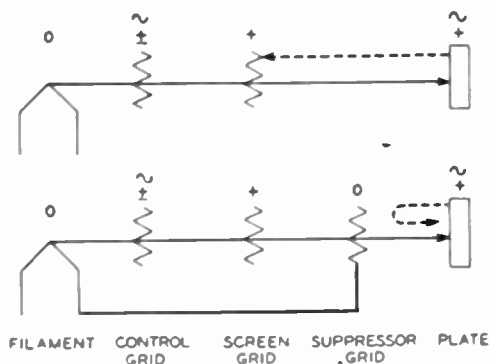 0 ±~ + +~
0 ±~ + 0 +~
FILAMENT CONTROL GRID SCREEN GRID SUPPRESSOR GRID PLATE